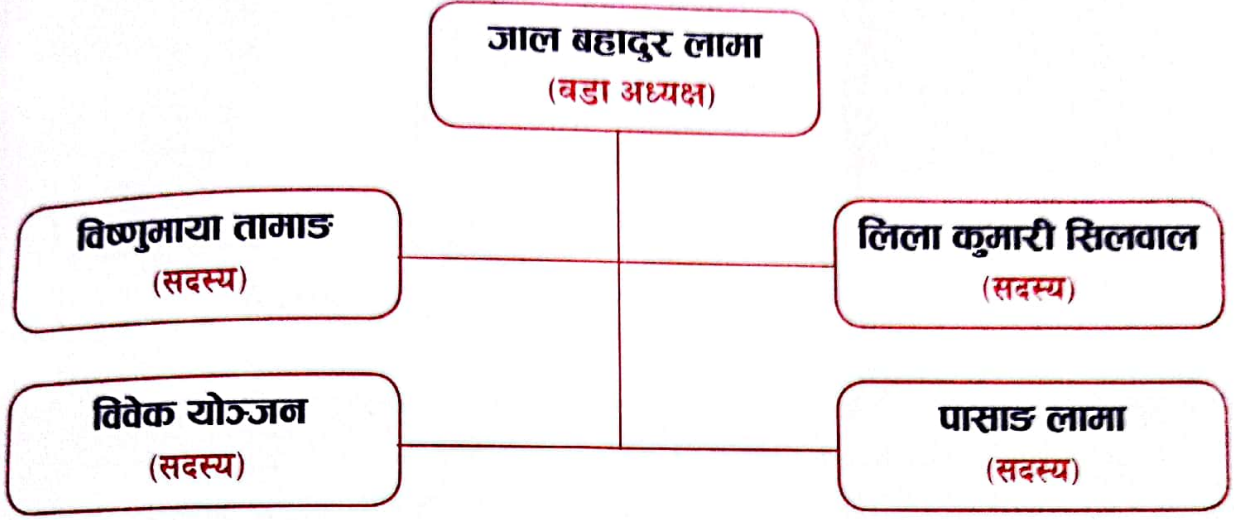 जाल बहादुर लामा
(वडा अध्यक्ष)
विष्णुमाया तामाङ
(सदस्य)
लिला कुमारी सिलवाल
(सदस्य)
विवेक योञ्जन
(सदस्य)
पासाङ लामा
(सदस्य)